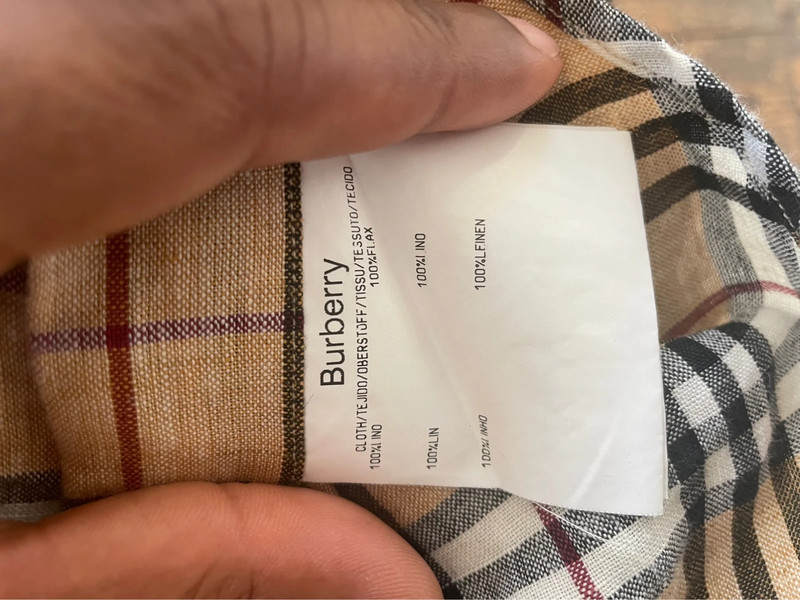 Burberry
CLOTH/TEJIDO/OBERSTOFF/TISSU/TESSUTO/TECIDO
100%LINO 100%FLAX
100%LIN 100%LINO
100%LINHO 100%LEINEN